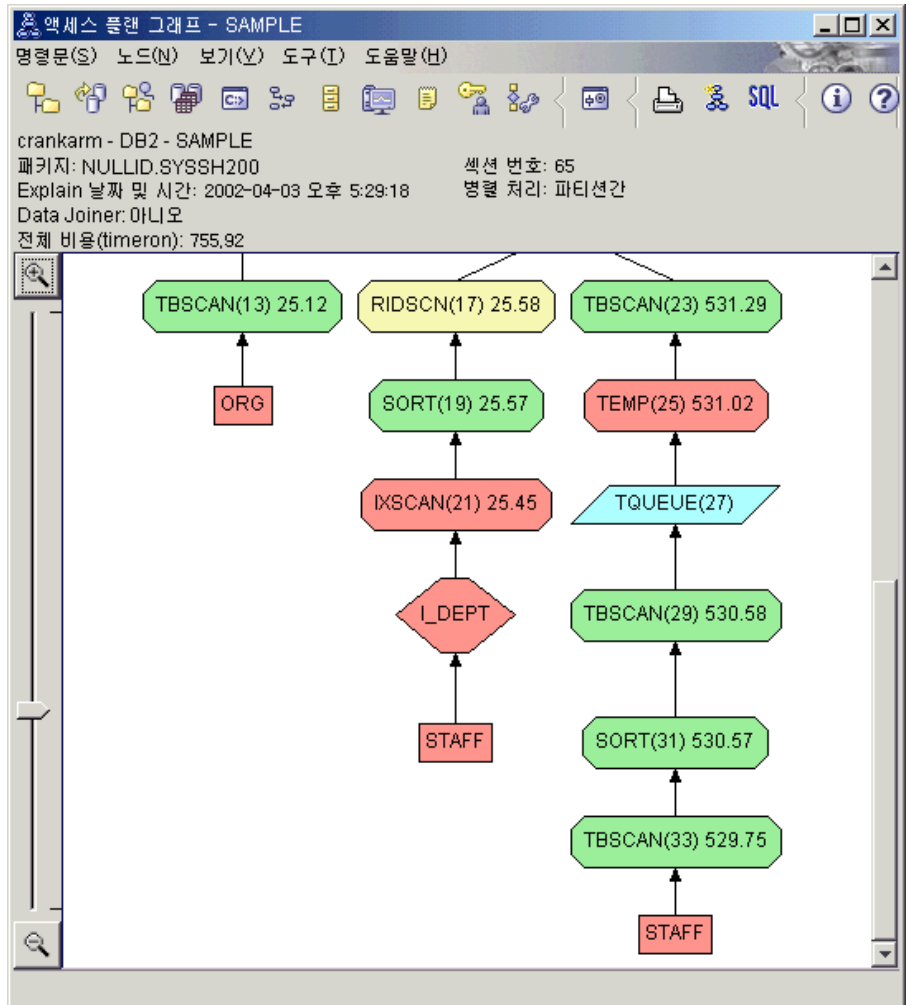 액세스 플랜 그래프 - SAMPLE
명령문(S) 노드(N) 보기(V) 도구(T) 도움말(H)
SQL
crankarm - DB2 - SAMPLE
패키지: NULLID.SYSSH200 섹션 번호: 65
Explain 날짜 및 시간: 2002-04-03 오후 5:29:18 병렬 처리: 파티션간
Data Joiner: 아니오
전체 비용(timeron): 755,92
TBSCAN(13) 25.12 RIDSCN(17) 25.58 TBSCAN(23) 531.29
ORG SORT(19) 25.57 TEMP(25) 531.02
IXSCAN(21) 25.45 TQUEUE(27)
I_DEPT TBSCAN(29) 530.58
STAFF SORT(31) 530.57
TBSCAN(33) 529.75
STAFF